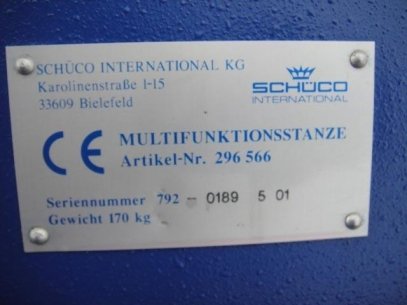 SCHÜCO INTERNATIONAL KG
Karolinenstraße 1-15
33609 Bielefeld
SCHÜCO
INTERNATIONAL
CE MULTIFUNKTIONSSTANZE
Artikel-Nr. 296 566
Seriennummer 792 - 0189 5 01
Gewicht 170 kg